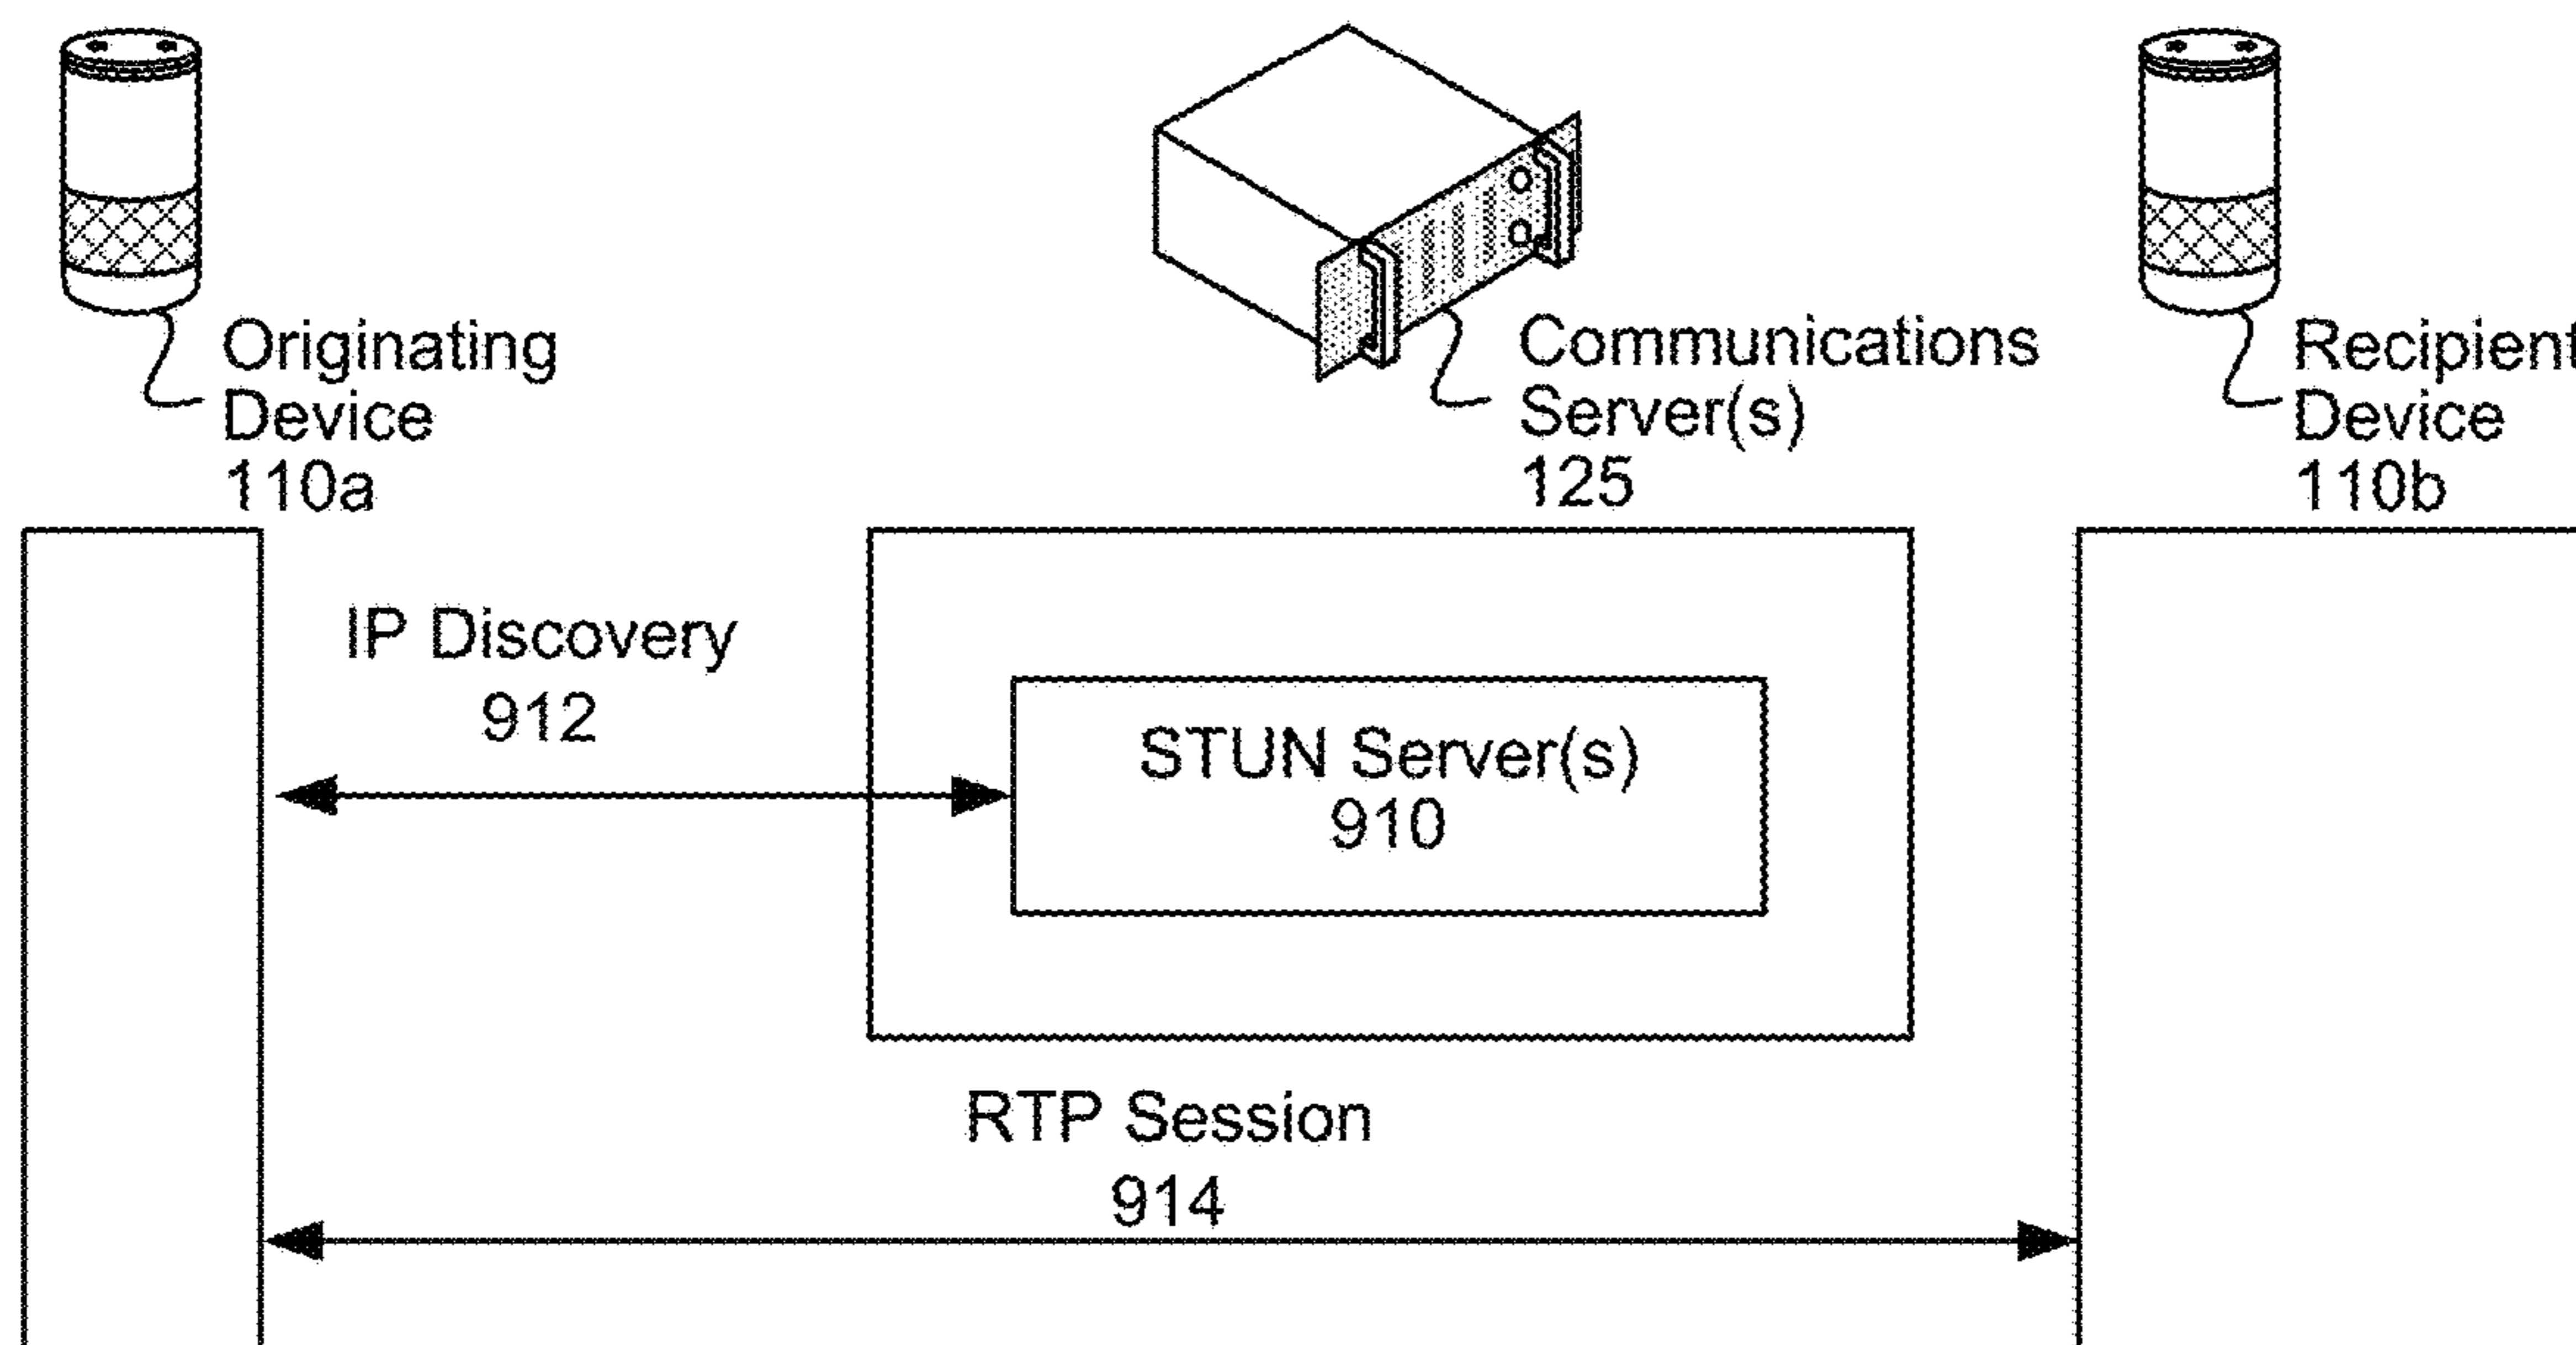 Originating
Device
110a
Communications
Server(s)
125
Recipient
Device
110b
IP Discovery
912
STUN Server(s)
910
RTP Session
914